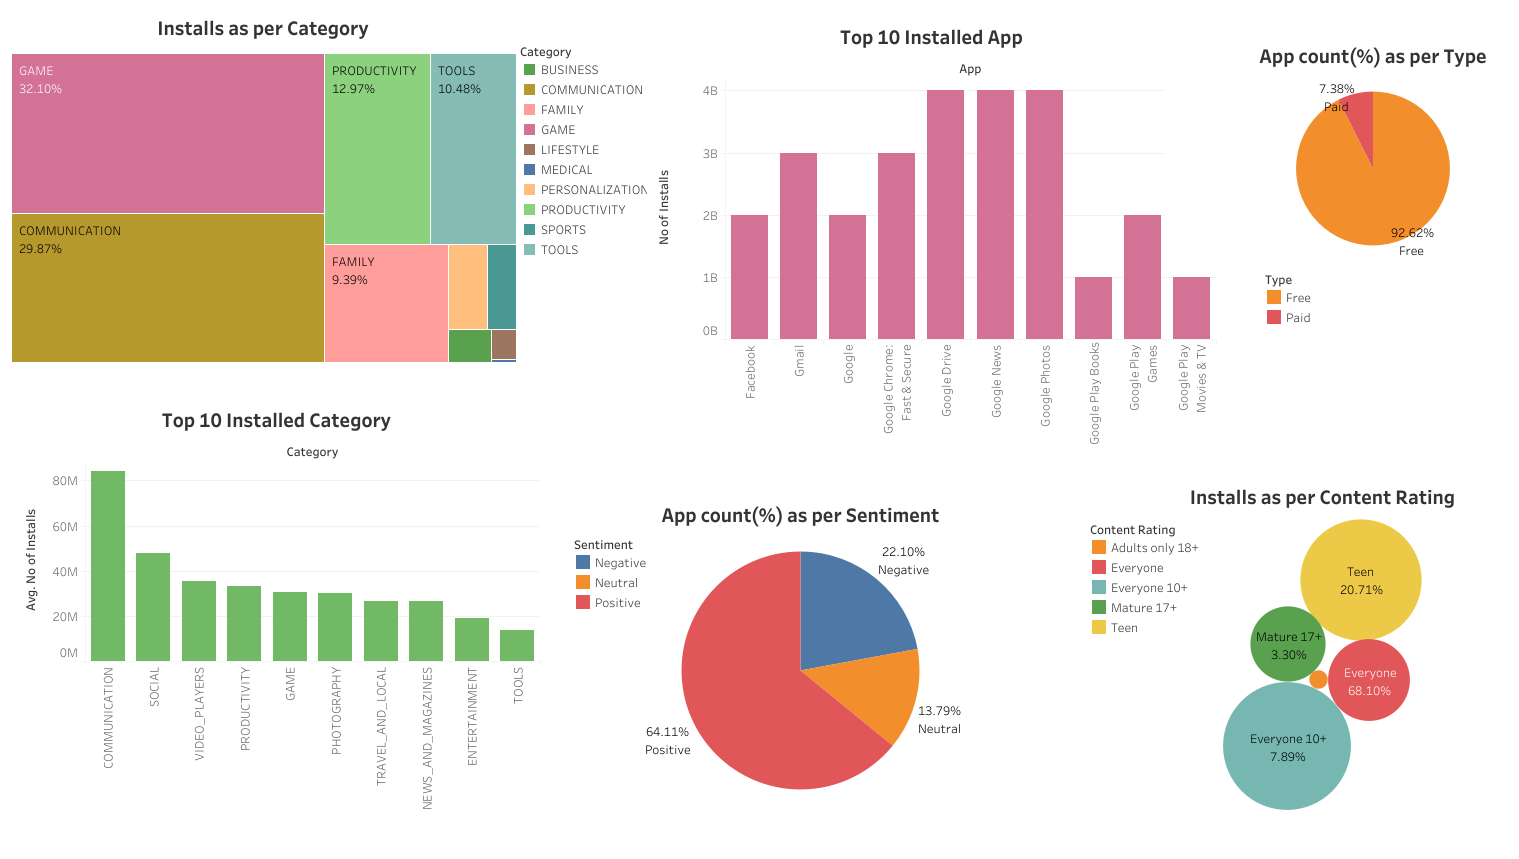 Installs as per Category
GAME
32.10%
PRODUCTIVITY
12.97%
TOOLS
10.48%
COMMUNICATION
29.87%
FAMILY
9.39%
Category
BUSINESS
COMMUNICATION
FAMILY
GAME
LIFESTYLE
MEDICAL
PERSONALIZATION
PRODUCTIVITY
SPORTS
TOOLS
Top 10 Installed App
App
No of Installs
4B
3B
2B
1B
0B
Facebook
Gmail
Google
Google Chrome:
Fast & Secure
Google Drive
Google News
Google Photos
Google Play Books
Google Play
Games
Google Play
Movies & TV
App count(%) as per Type
7.38%
Paid
92.62%
Free
Type
Free
Paid
Top 10 Installed Category
Category
Avg. No of Installs
80M
60M
40M
20M
0M
COMMUNICATION
SOCIAL
VIDEO_PLAYERS
PRODUCTIVITY
GAME
PHOTOGRAPHY
TRAVEL_AND_LOCAL
NEWS_AND_MAGAZINES
ENTERTAINMENT
TOOLS
App count(%) as per Sentiment
Sentiment
Negative
Neutral
Positive
22.10%
Negative
13.79%
Neutral
64.11%
Positive
Installs as per Content Rating
Content Rating
Adults only 18+
Everyone
Everyone 10+
Mature 17+
Teen
Teen
20.71%
Mature 17+
3.30%
Everyone
68.10%
Everyone 10+
7.89%